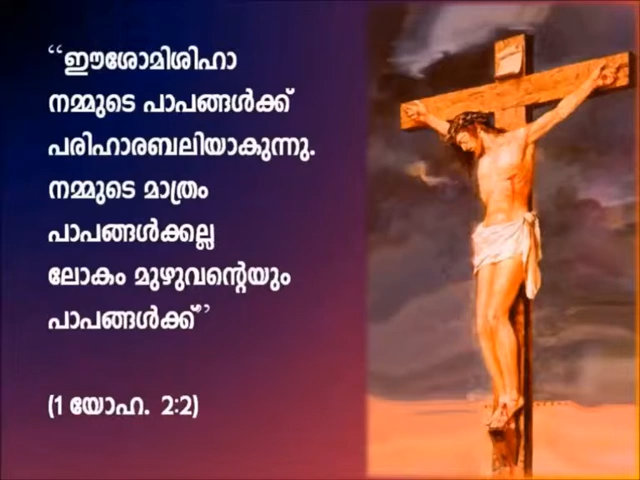 “ഈശോമിശിഹാ
നമ്മുടെ പാപങ്ങൾക്ക്
പരിഹാരബലിയാകുന്നു.
നമ്മുടെ മാത്രം
പാപങ്ങൾക്കല്ല
ലോകം മുഴുവന്റെയും
പാപങ്ങൾക്ക്”
(1 യോഹ. 2:2)